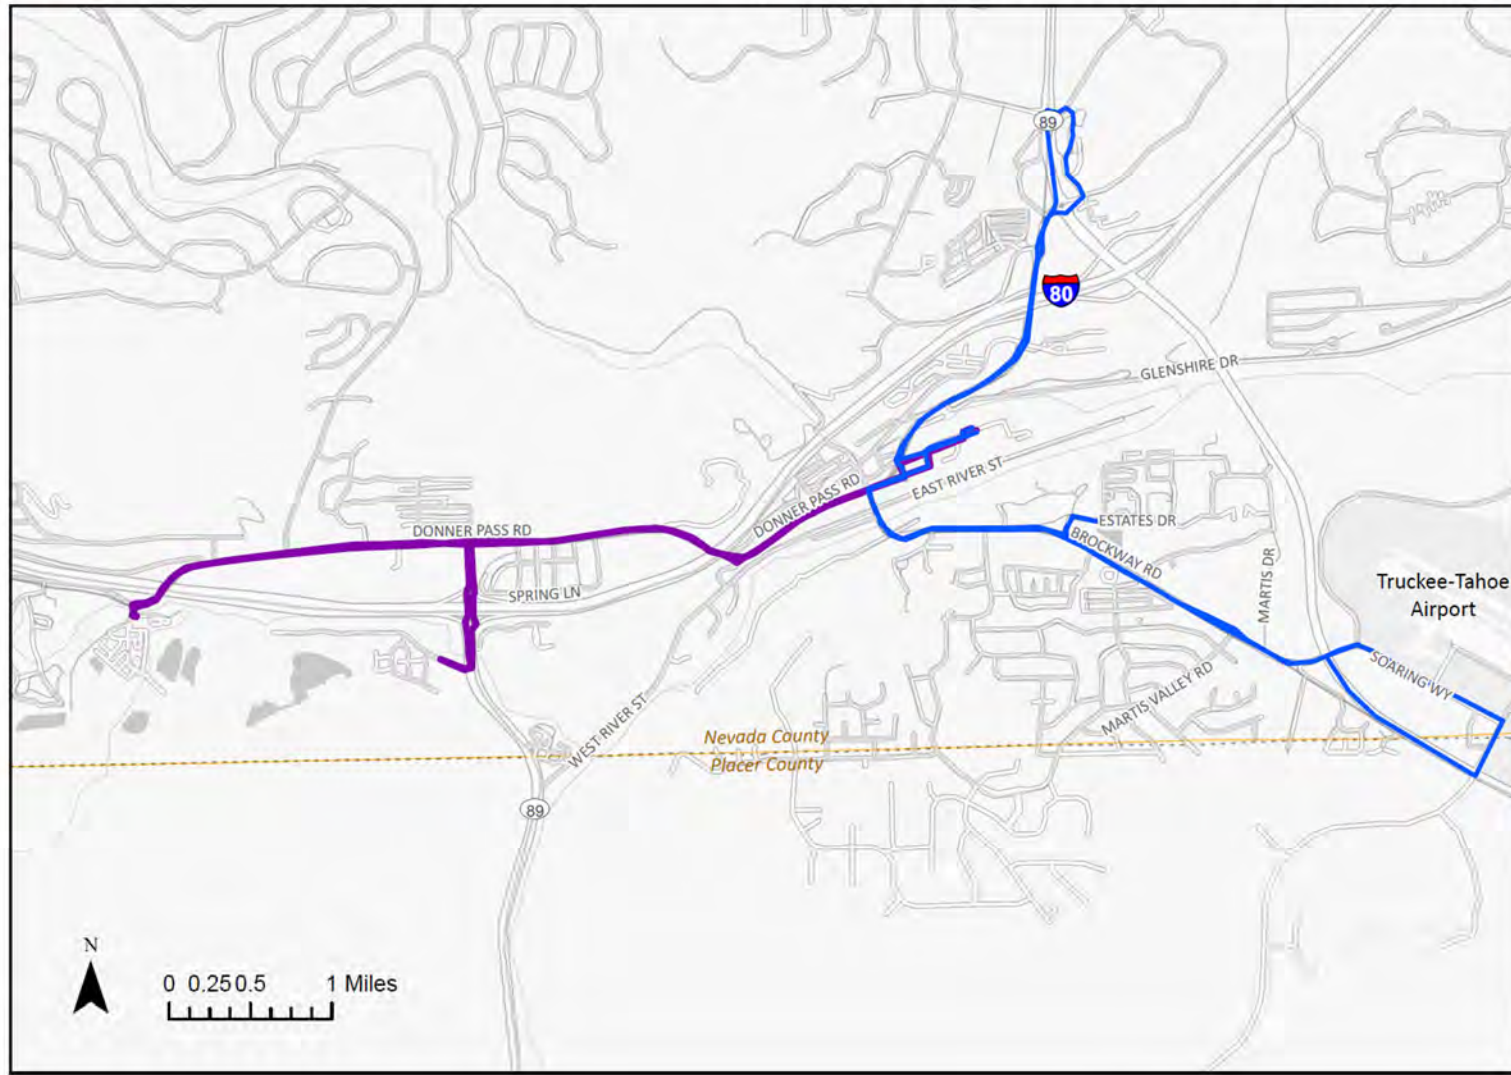 89
80
GLENSHIRE DR
DONNER PASS RD
EAST RIVER ST
DONNER PASS RD
ESTATES DR
BROCKWAY RD
MARTIS DR
SPRING LN
Truckee-Tahoe
Airport
SOARING WY
MARTIS VALLEY RD
WEST RIVER ST
Nevada County
Placer County
89
N
0 0.25 0.5 1 Miles